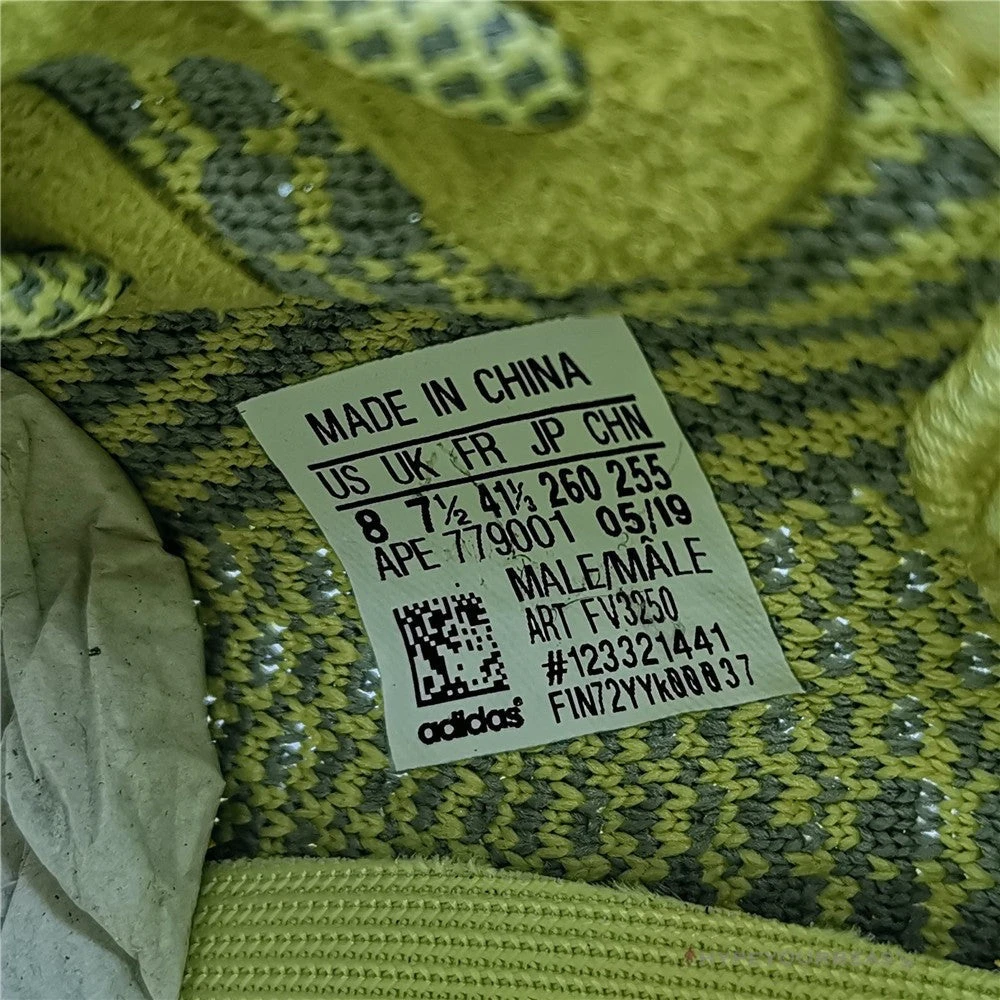 MADE IN CHINA
US UK FR JP CHN
8 7½ 41⅓ 260 255
APE 779001 05/19
MALE/MÂLE
ART FV3250
#123321441
FIN72YYK00037
adidas®